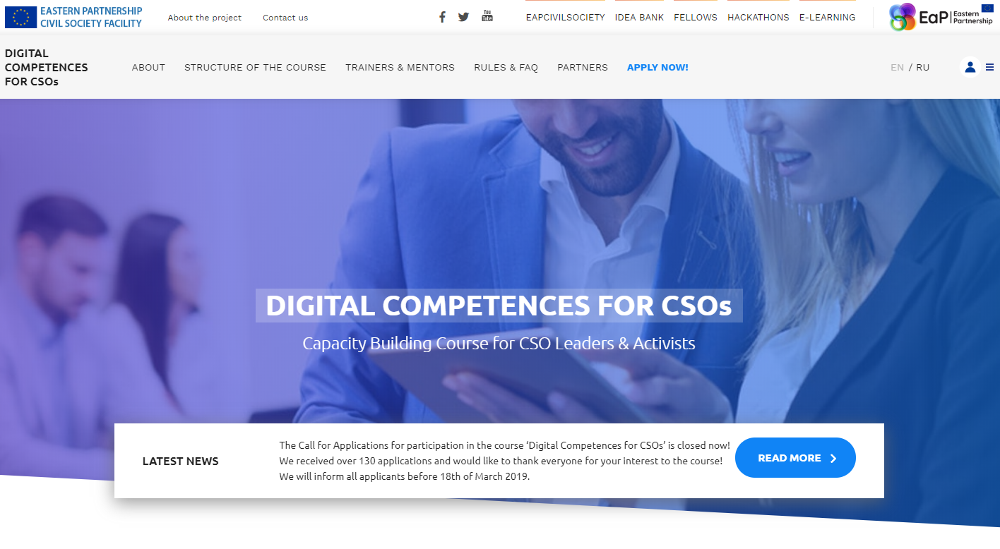 EASTERN PARTNERSHIP
CIVIL SOCIETY FACILITY
About the project
Contact us
You
Tube
EAPCIVILSOCIETY
IDEA BANK
FELLOWS
HACKATHONS
E-LEARNING
EaP
Eastern
Partnership
DIGITAL
COMPETENCES
FOR CSOs
ABOUT
STRUCTURE OF THE COURSE
TRAINERS & MENTORS
RULES & FAQ
PARTNERS
APPLY NOW!
EN / RU
DIGITAL COMPETENCES FOR CSOs
Capacity Building Course for CSO Leaders & Activists
LATEST NEWS
The Call for Applications for participation in the course ‘Digital Competences for CSOs’ is closed now!
We received over 130 applications and would like to thank everyone for your interest to the course!
We will inform all applicants before 18th of March 2019.
READ MORE